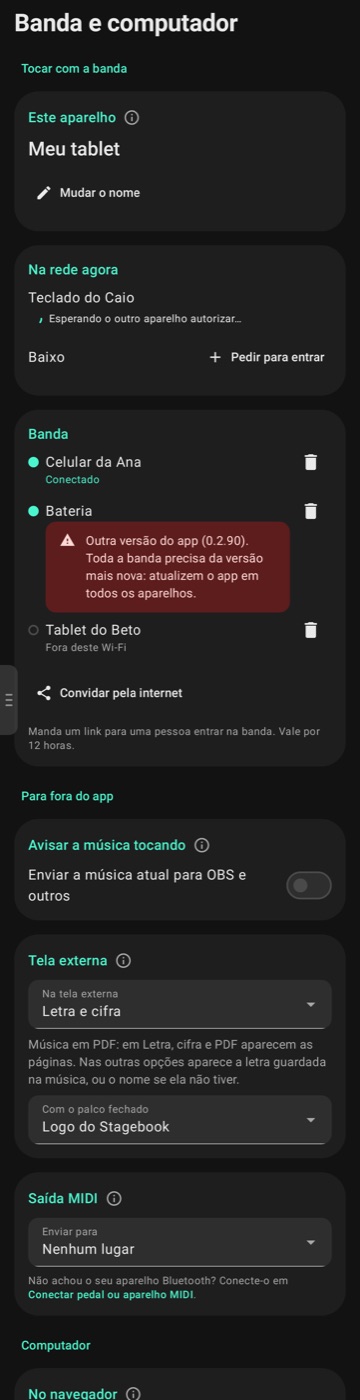 Banda e computador
Tocar com a banda
Este aparelho
Meu tablet
Mudar o nome
Na rede agora
Teclado do Caio
Esperando o outro aparelho autorizar...
Baixo
Pedir para entrar
Banda
Celular da Ana
Conectado
Bateria
Outra versão do app (0.2.90).
Toda a banda precisa da versão
mais nova: atualizem o app em
todos os aparelhos.
Tablet do Beto
Fora deste Wi-Fi
Convidar pela internet
Manda um link para uma pessoa entrar na banda. Vale por
12 horas.
Para fora do app
Avisar a música tocando
Enviar a música atual para OBS e
outros
Tela externa
Na tela externa
Letra e cifra
Música em PDF: em Letra, cifra e PDF aparecem as
páginas. Nas outras opções aparece a letra guardada
na música, ou o nome se ela não tiver.
Com o palco fechado
Logo do Stagebook
Saída MIDI
Enviar para
Nenhum lugar
Não achou o seu aparelho Bluetooth? Conecte-o em
Conectar pedal ou aparelho MIDI.
Computador
No navegador